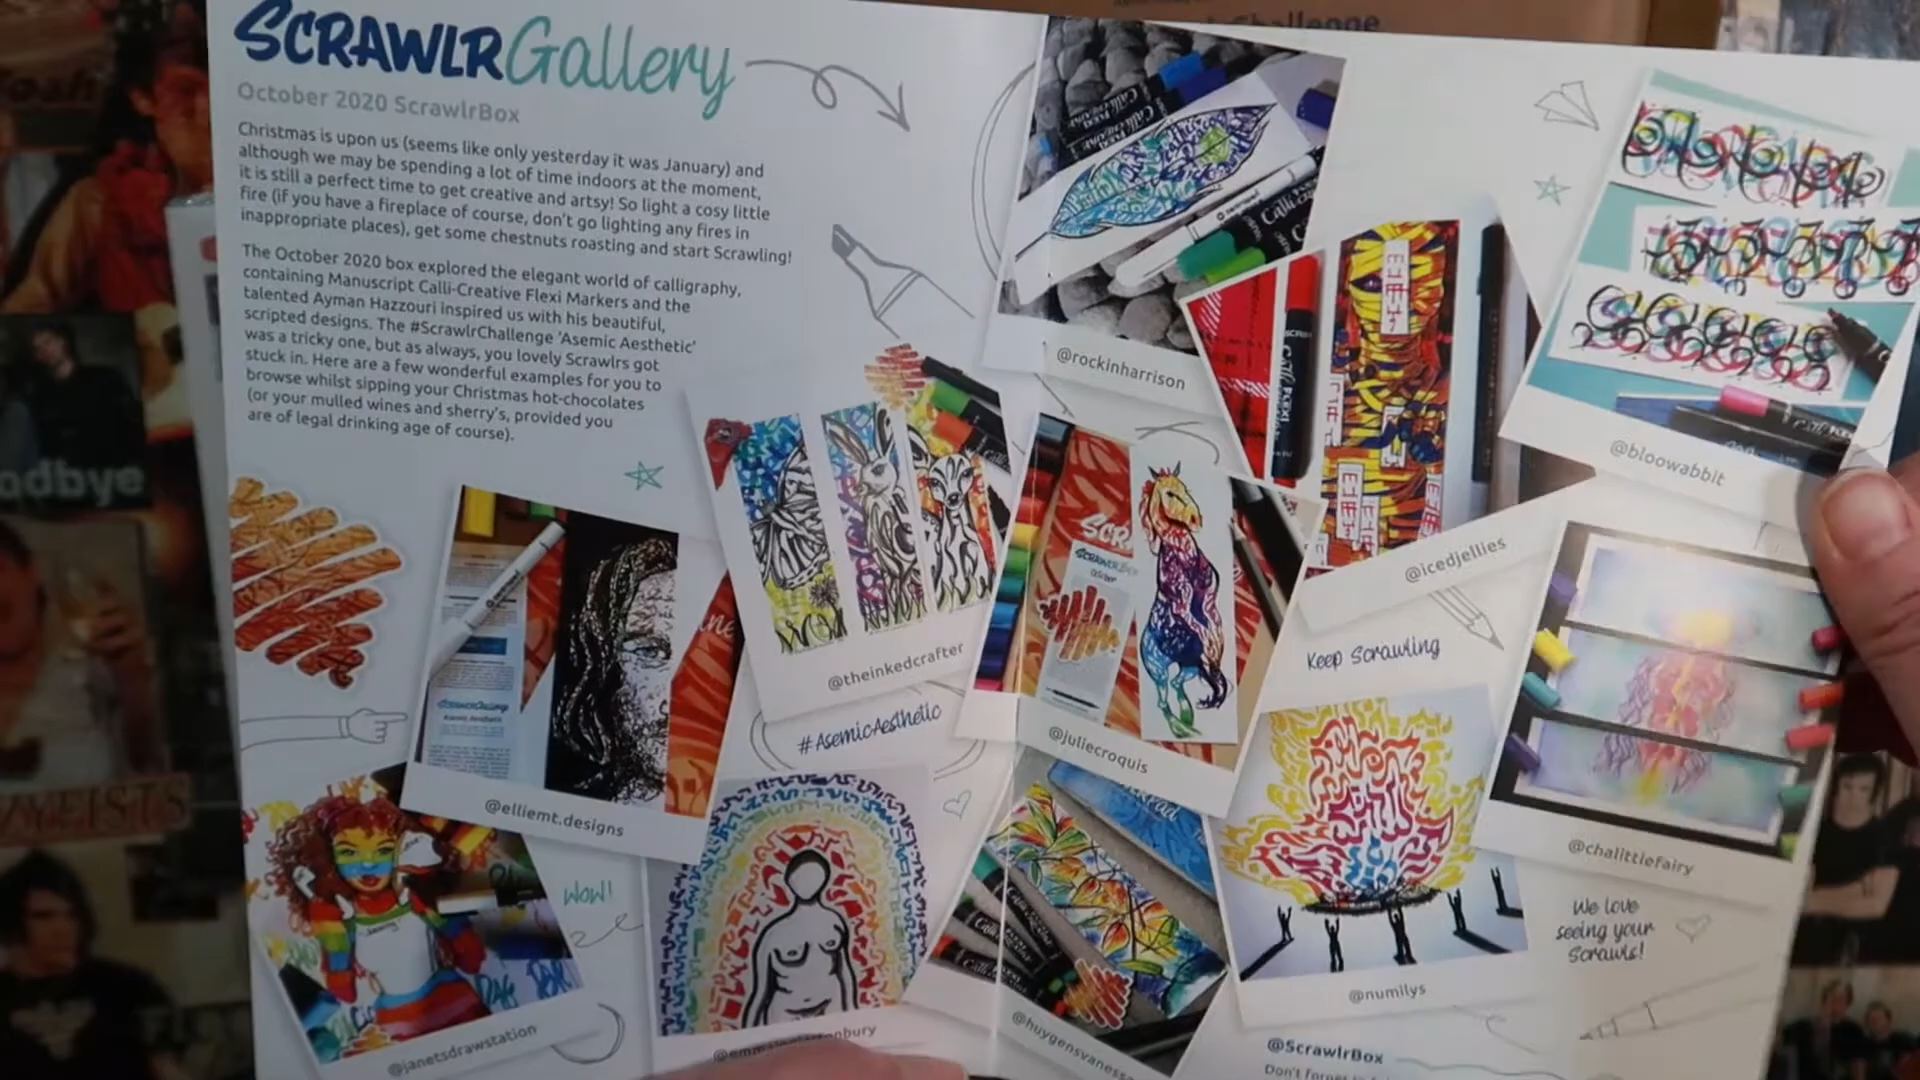 SCRAWLR Gallery
October 2020 ScrawlrBox
Christmas is upon us (seems like only yesterday it was January) and
although we may be spending a lot of time indoors at the moment,
it is still a perfect time to get creative and artsy! So light a cosy little
fire (if you have a fireplace of course, don't go lighting any fires in
inappropriate places), get some chestnuts roasting and start Scrawling!
The October 2020 box explored the elegant world of calligraphy,
containing Manuscript Calli-Creative Flexi Markers and the
talented Ayman Hazzouri inspired us with his beautiful,
scripted designs. The #ScrawlrChallenge 'Asemic Aesthetic'
was a tricky one, but as always, you lovely Scrawlrs got
stuck in. Here are a few wonderful examples for you to
browse whilst sipping your Christmas hot-chocolates
(or your mulled wines and sherry's, provided you
are of legal drinking age of course).
Challenge
@rockinharrison
@bloowabbit
@icedjellies
@theinkedcrafter
#AsemicAesthetic
@juliecroquis
Keep Scrawling
@elliemt.designs
@chalittlefairy
WOW!
We love
seeing your
Scrawls!
@numilys
@janetsdrawstation
@huygensvanessa
@ScrawlrBox
Don't forget to
adbye